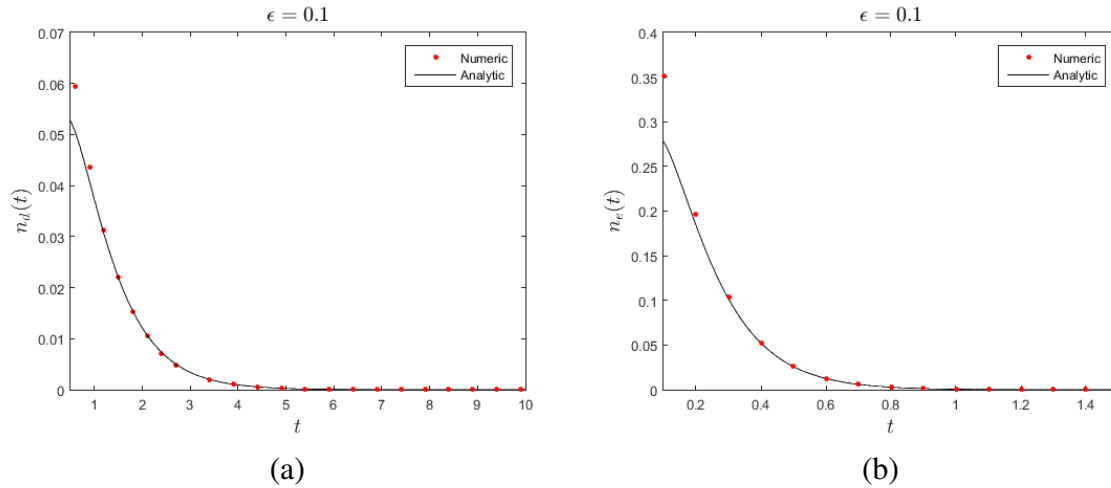 ϵ = 0.1
0.07
0.06
0.05
0.04
0.03
0.02
0.01
0
n_d(t)
1 2 3 4 5 6 7 8 9 10
t
Numeric
Analytic
(a)
ϵ = 0.1
0.4
0.35
0.3
0.25
0.2
0.15
0.1
0.05
0
n_e(t)
0.2 0.4 0.6 0.8 1 1.2 1.4
t
Numeric
Analytic
(b)